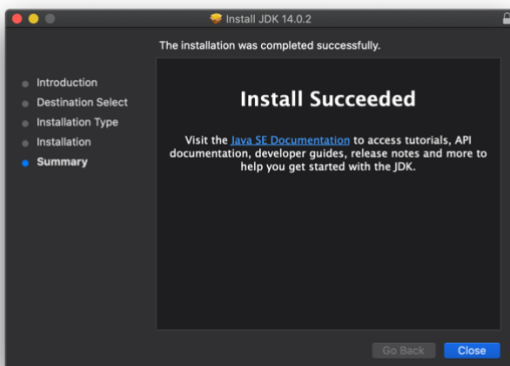 Install JDK 14.0.2
The installation was completed successfully.
Introduction
Destination Select
Installation Type
Installation
Summary
Install Succeeded
Visit the Java SE Documentation to access tutorials, API
documentation, developer guides, release notes and more to
help you get started with the JDK.
Go Back
Close